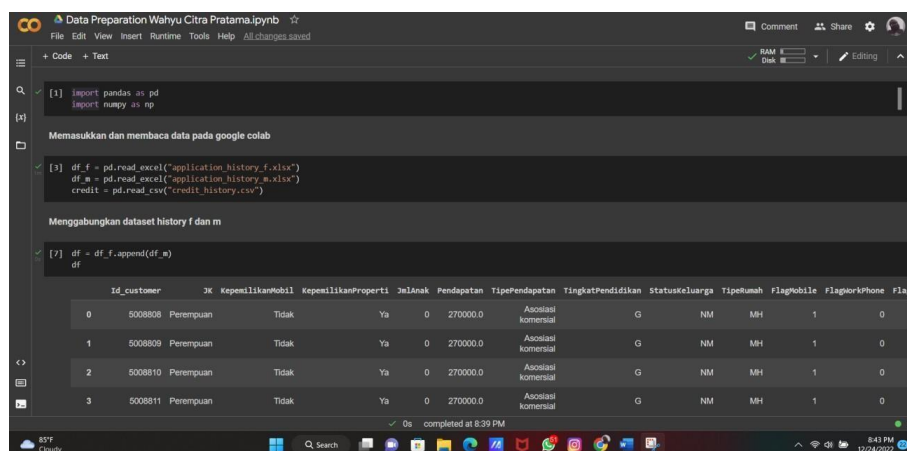 Data Preparation Wahyu Citra Pratama.ipynb
Comment Share
File Edit View Insert Runtime Tools Help All changes saved
+ Code + Text
RAM
Disk
Editing
[1] import pandas as pd
import numpy as np
Memasukkan dan membaca data pada google colab
[3] df_f = pd.read_excel("application_history_f.xlsx")
df_m = pd.read_excel("application_history_m.xlsx")
credit = pd.read_csv("credit_history.csv")
Menggabungkan dataset history f dan m
[7] df = df_f.append(df_m)
df
Id_customer JK KepemilikanMobil KepemilikanProperti JmlAnak Pendapatan TipePendapatan TingkatPendidikan StatusKeluarga TipeRumah FlagMobile FlagWorkPhone Fla
0 5008808 Perempuan Tidak Ya 0 270000.0 Asosiasi komersial G NM MH 1 0
1 5008809 Perempuan Tidak Ya 0 270000.0 Asosiasi komersial G NM MH 1 0
2 5008810 Perempuan Tidak Ya 0 270000.0 Asosiasi komersial G NM MH 1 0
3 5008811 Perempuan Tidak Ya 0 270000.0 Asosiasi komersial G NM MH 1 0
0s completed at 8:39 PM
85°F
Cloudy
Search
8:43 PM
12/24/2022